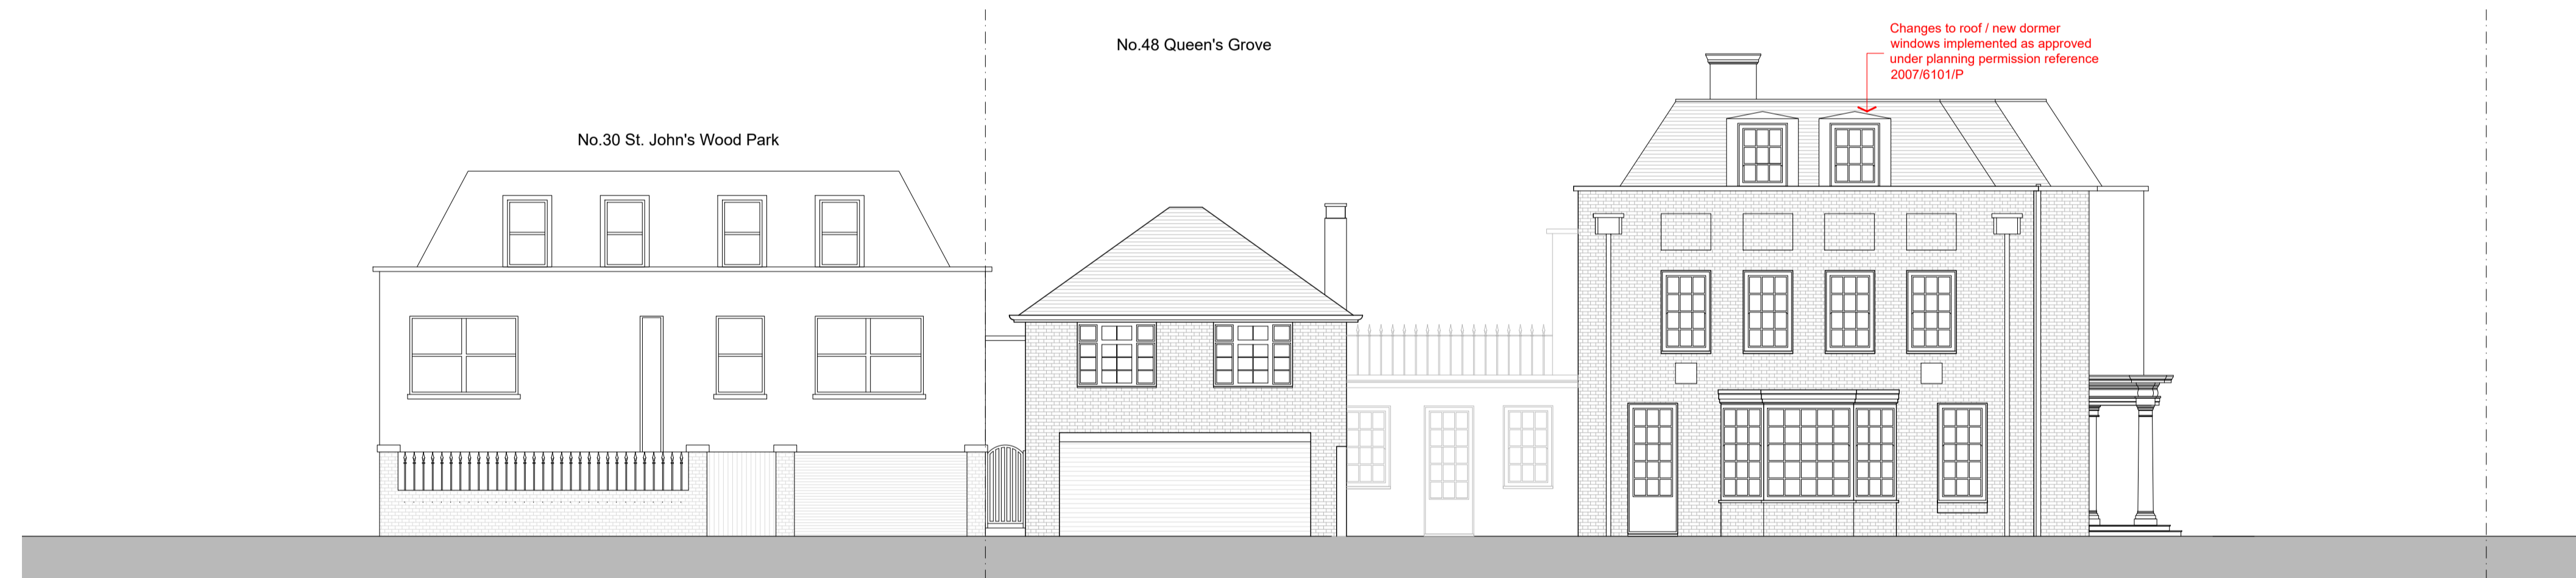 No.48 Queen's Grove
Changes to roof / new dormer
windows implemented as approved
under planning permission reference
2007/6101/P
No.30 St. John's Wood Park